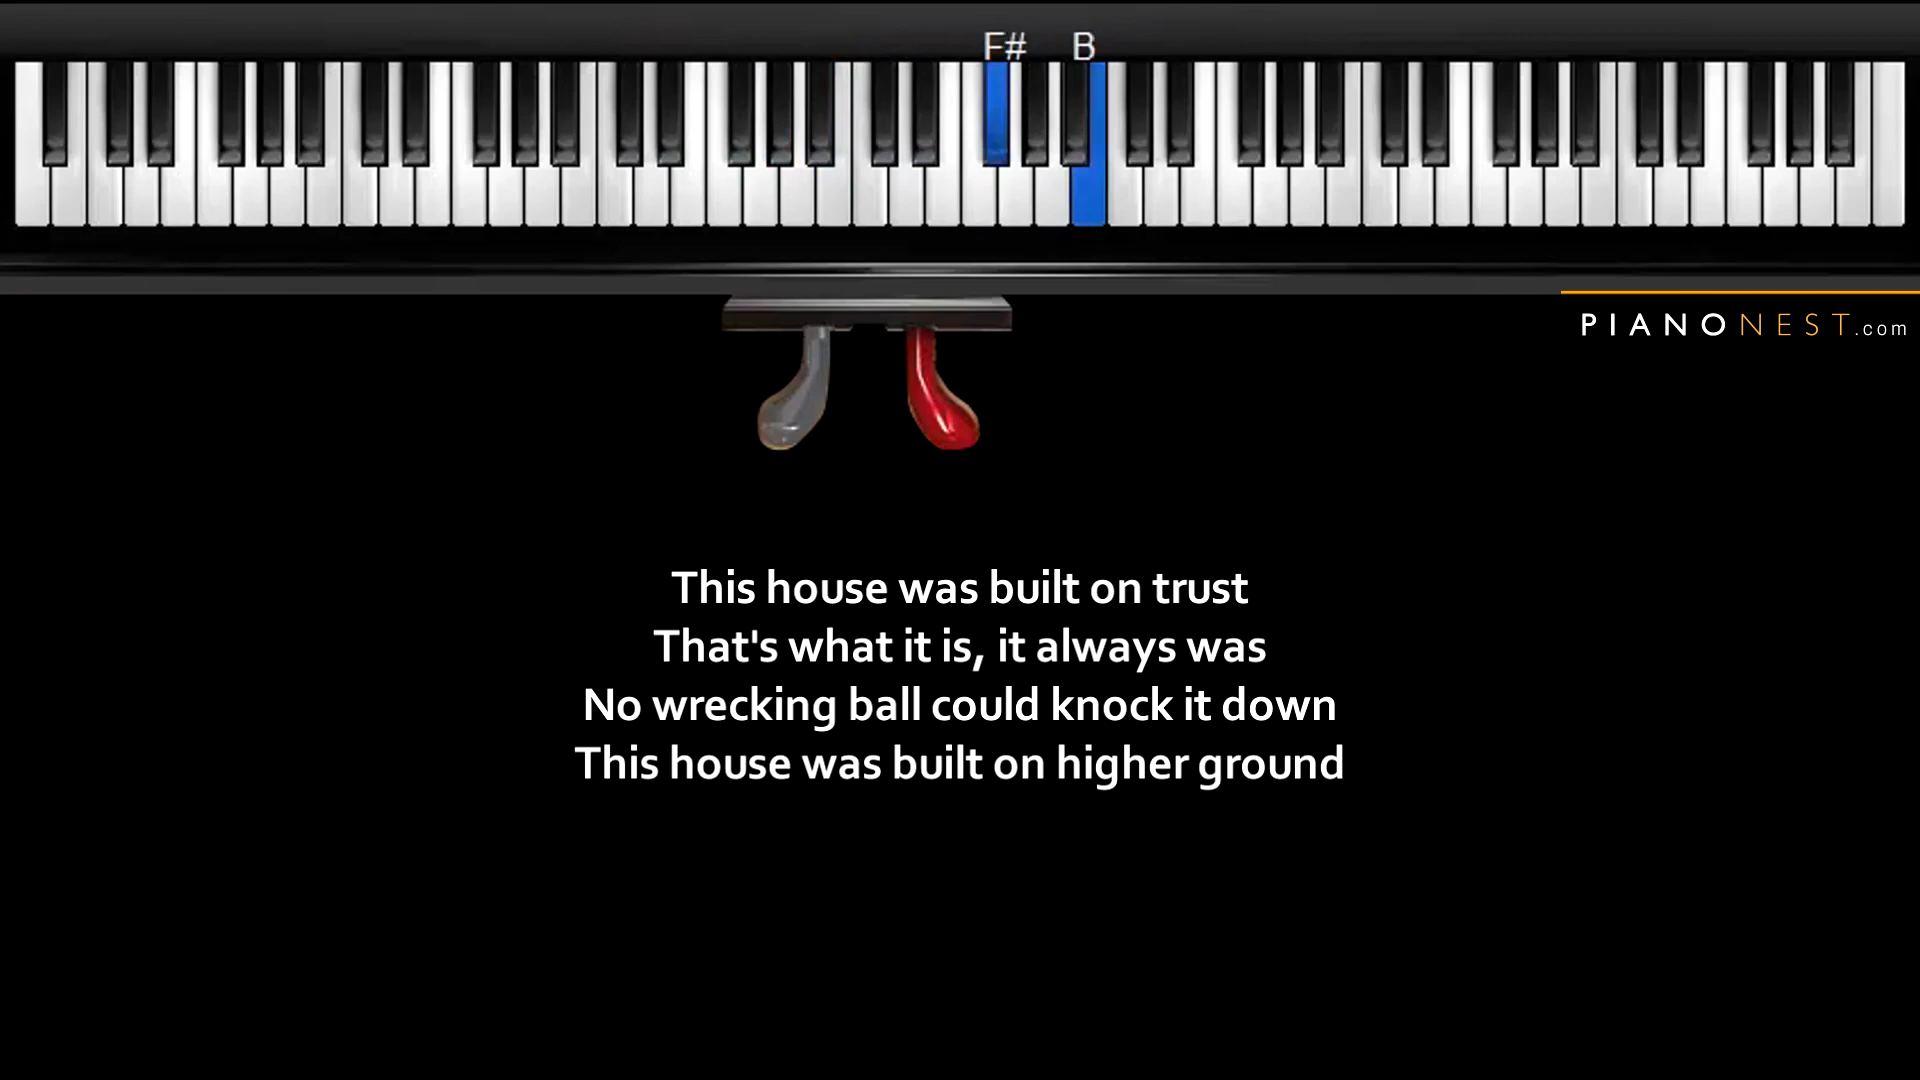 F# B
PIANONEST.com
This house was built on trust
That's what it is, it always was
No wrecking ball could knock it down
This house was built on higher ground